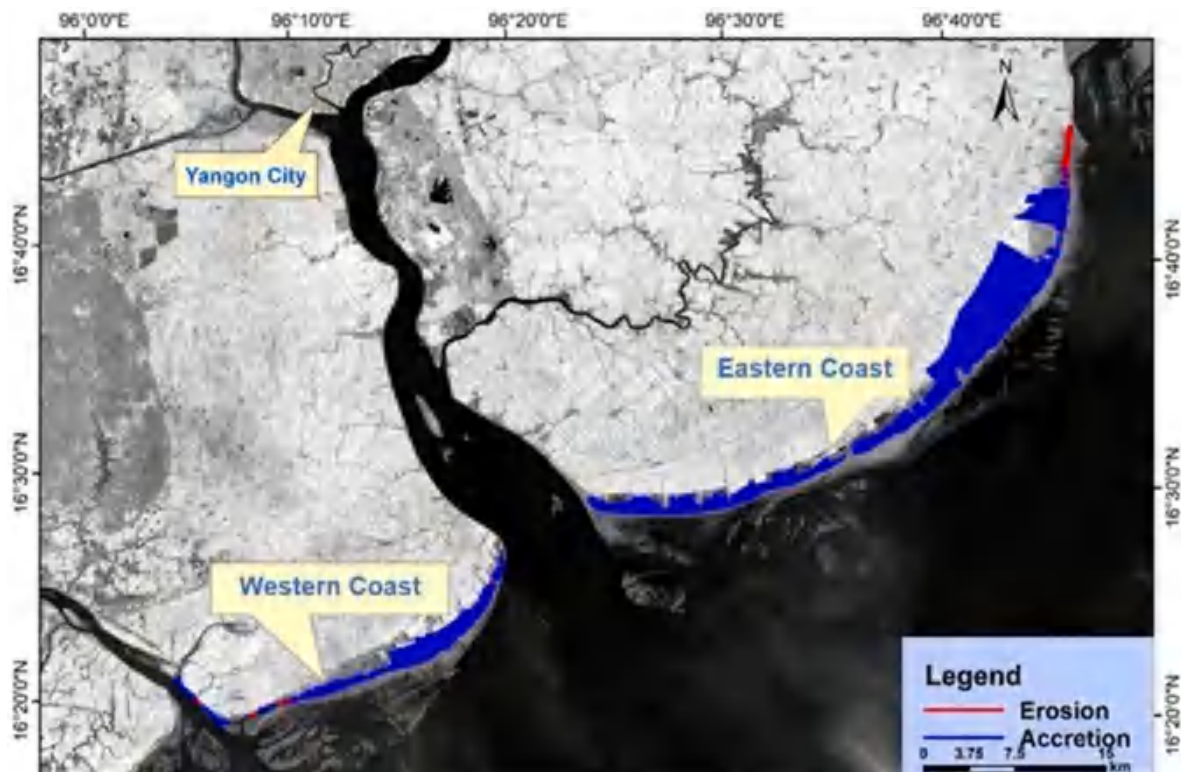 96°0'0"E 96°10'0"E 96°20'0"E 96°30'0"E 96°40'0"E
N
Yangon City
16°40'0"N 16°40'0"N
Eastern Coast
16°30'0"N 16°30'0"N
Western Coast
16°20'0"N 16°20'0"N
Legend
Erosion
Accretion
0 3.75 7.5 15
km